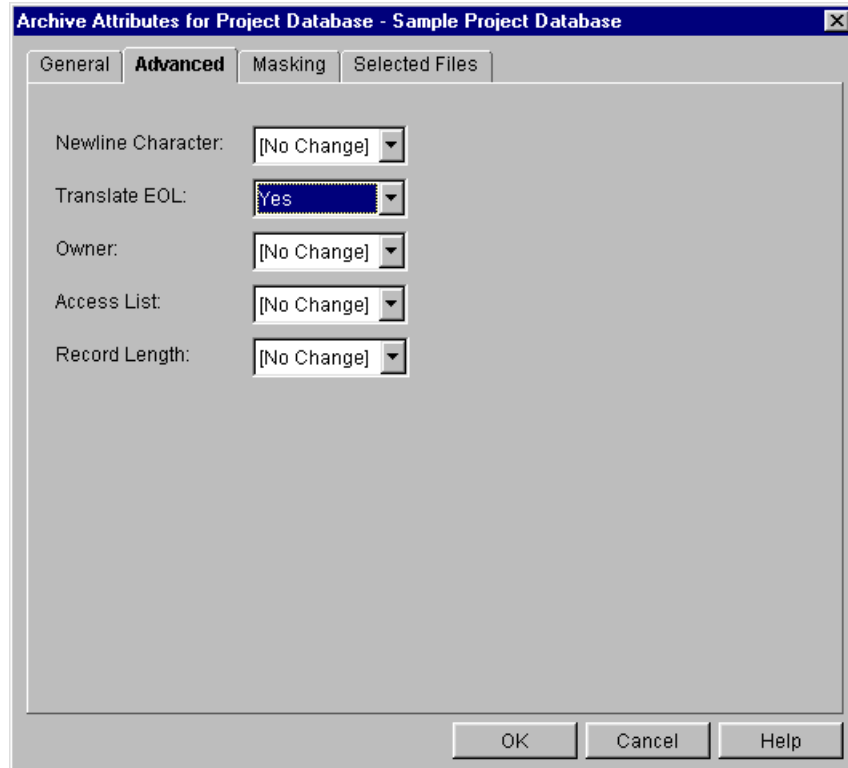 Archive Attributes for Project Database - Sample Project Database
General Advanced Masking Selected Files
Newline Character: [No Change]
Translate EOL: Yes
Owner: [No Change]
Access List: [No Change]
Record Length: [No Change]
OK Cancel Help